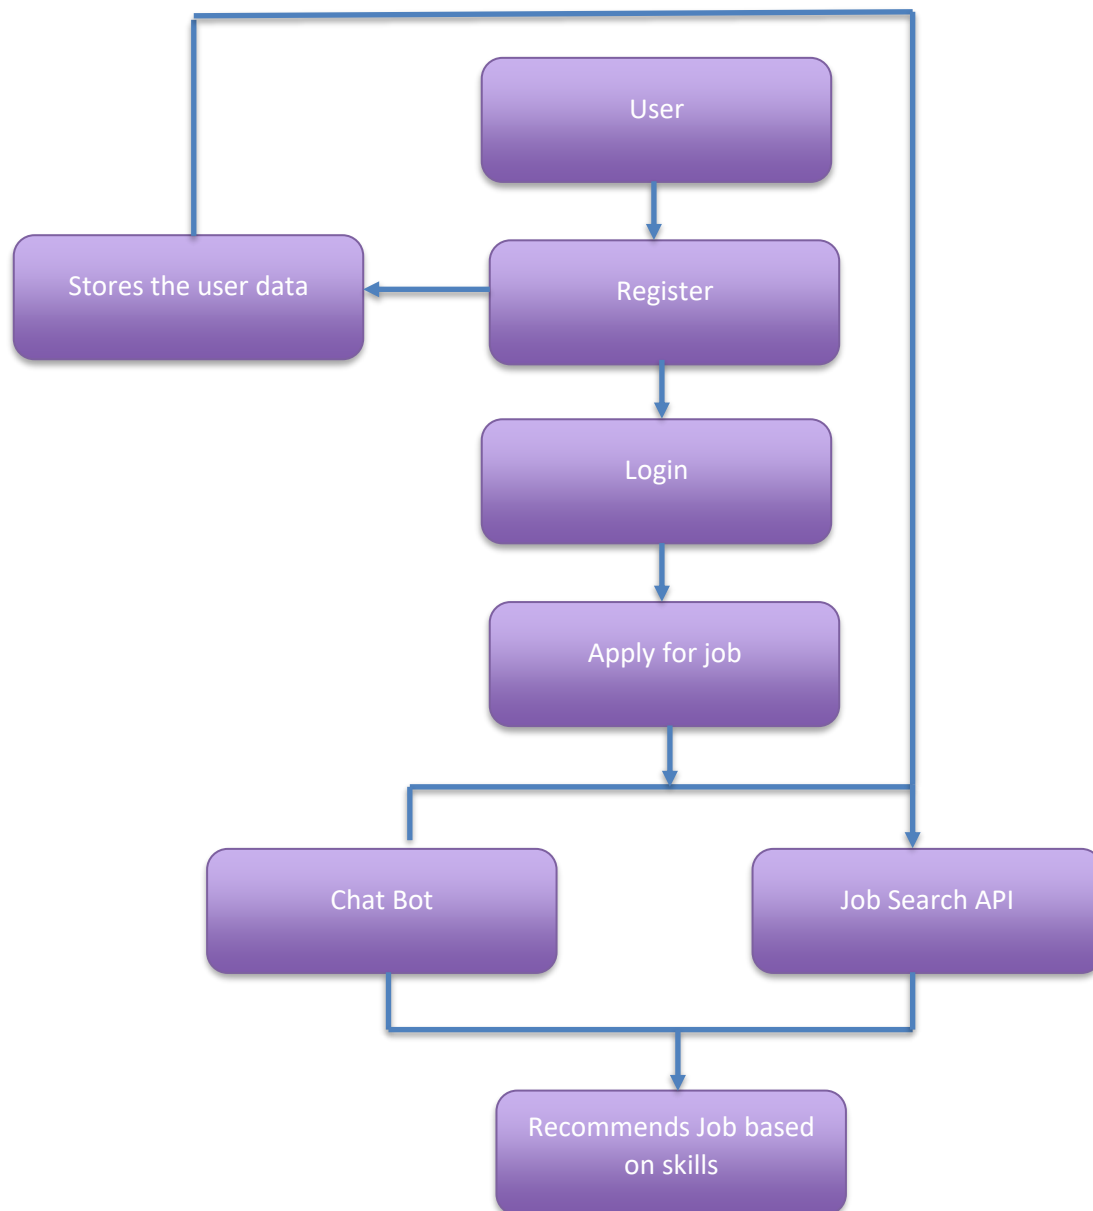 User
Stores the user data
Register
Login
Apply for job
Chat Bot
Job Search API
Recommends Job based
on skills